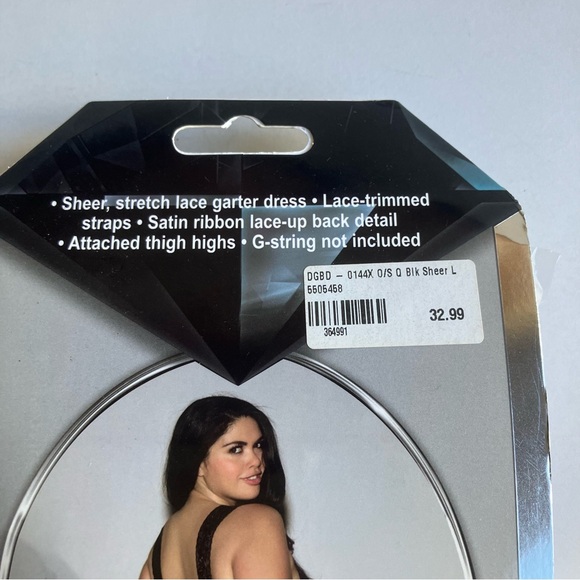 • Sheer, stretch lace garter dress • Lace-trimmed
straps • Satin ribbon lace-up back detail
• Attached thigh highs • G-string not included
DGBD - 0144X O/S Q Blk Sheer L
5505458
364991
32.99